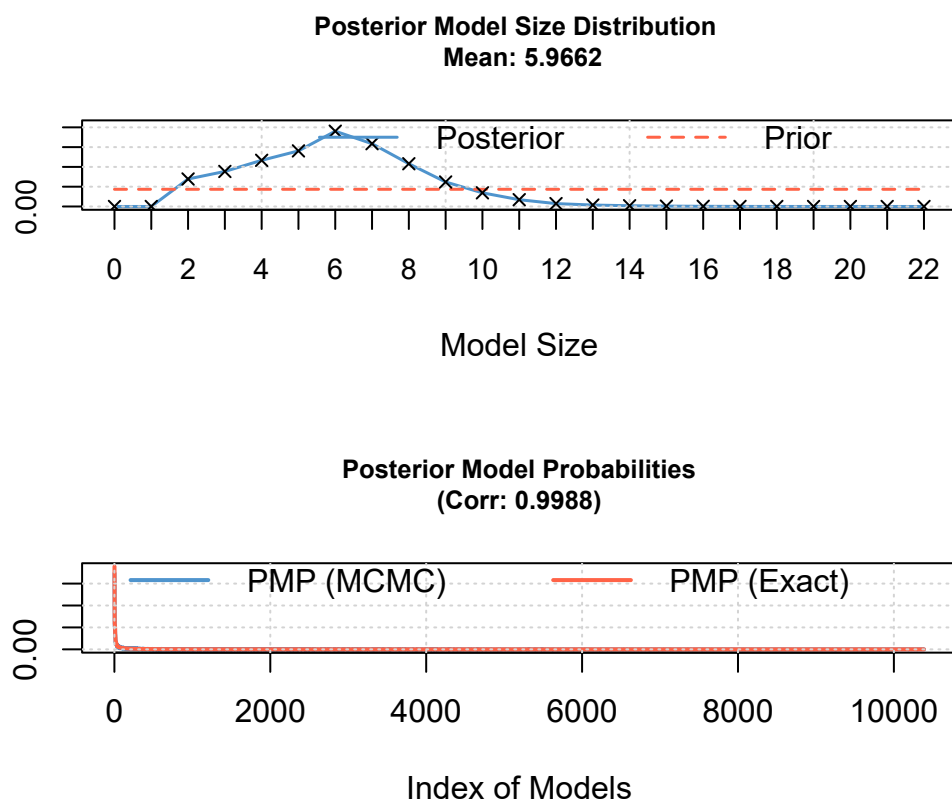 Posterior Model Size Distribution
Mean: 5.9662
Posterior Prior
0.00
0 2 4 6 8 10 12 14 16 18 20 22
Model Size
Posterior Model Probabilities
(Corr: 0.9988)
PMP (MCMC) PMP (Exact)
0.00
0 2000 4000 6000 8000 10000
Index of Models